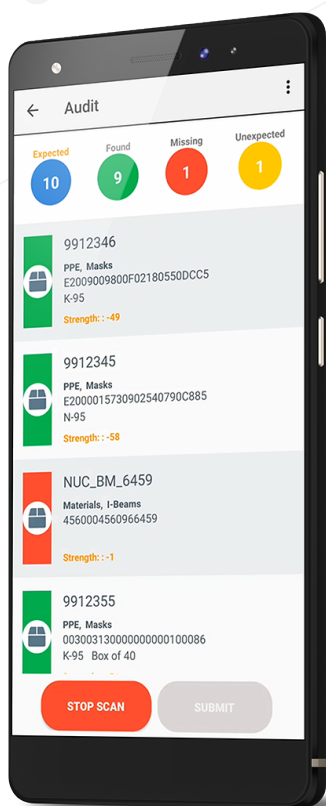 Audit
Expected Found Missing Unexpected
10 9 1 1
9912346
PPE, Masks
E2009009800F02180550DCC5
K-95
Strength: : -49
9912345
PPE, Masks
E2000015730902540790C885
N-95
Strength: : -58
NUC_BM_6459
Materials, I-Beams
4560004560966459
Strength: : -1
9912355
PPE, Masks
003003130000000000100086
K-95 Box of 40
STOP SCAN SUBMIT